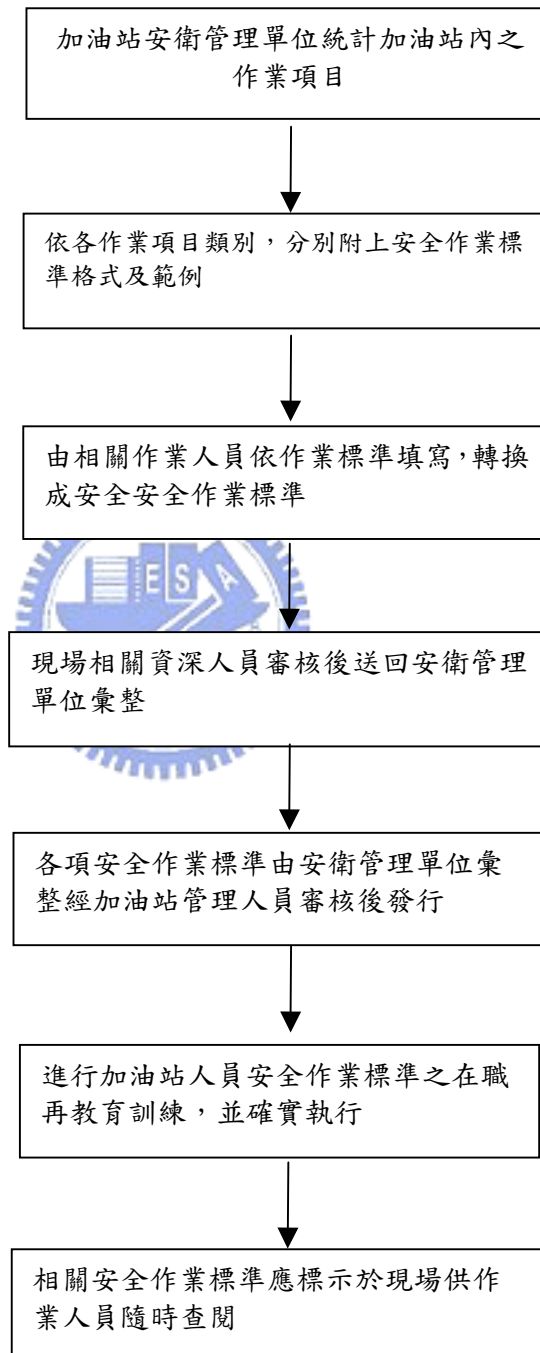 加油站安衛管理單位統計加油站內之
作業項目
依各作業項目類別，分別附上安全作業標
準格式及範例
由相關作業人員依作業標準填寫，轉換
成安全安全作業標準
ESA
現場相關資深人員審核後送回安衛管理
單位彙整
各項安全作業標準由安衛管理單位彙
整經加油站管理人員審核後發行
進行加油站人員安全作業標準之在職
再教育訓練，並確實執行
相關安全作業標準應標示於現場供作
業人員隨時查閱